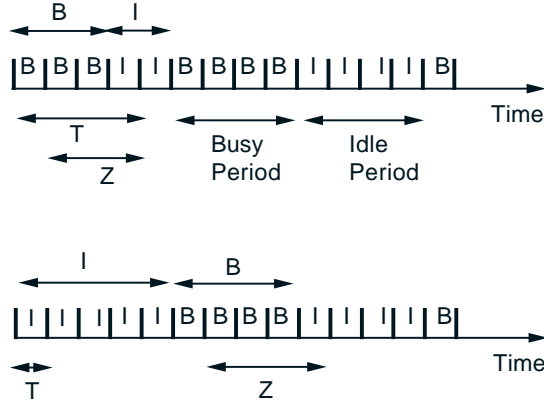 B I
B B B I I B B B B I I I I B
Time
T
Z
Busy Period
Idle Period
I
B
I I I I I B B B B I I I I B
Time
T
Z